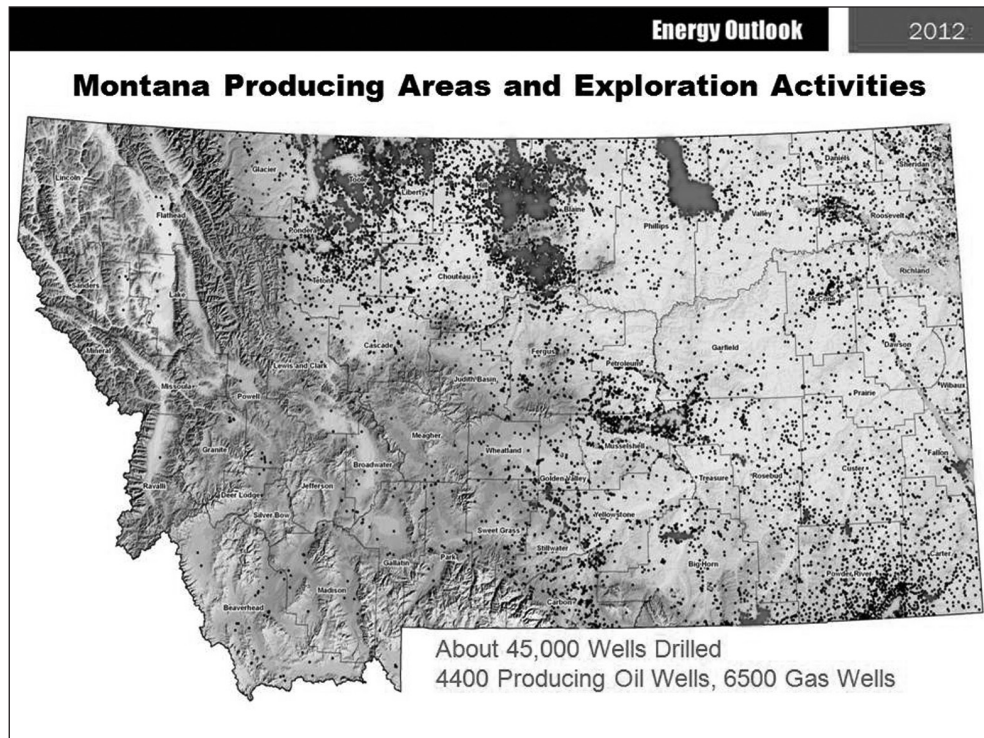 Energy Outlook 2012
Montana Producing Areas and Exploration Activities
Lincoln
Flathead
Glacier
Toole
Liberty
Hill
Blaine
Phillips
Valley
Daniels
Sheridan
Roosevelt
Richland
Pondera
Teton
Chouteau
Sanders
Lake
Mineral
Missoula
Cascade
Lewis and Clark
Powell
Judith Basin
Fergus
Petroleum
Garfield
McCone
Dawson
Prairie
Wibaux
Granite
Meagher
Wheatland
Musselshell
Broadwater
Golden Valley
Treasure
Rosebud
Custer
Fallon
Ravalli
Deer Lodge
Jefferson
Silver Bow
Yellowstone
Sweet Grass
Stillwater
Park
Gallatin
Madison
Beaverhead
Carbon
Big Horn
Powder River
Carter
About 45,000 Wells Drilled
4400 Producing Oil Wells, 6500 Gas Wells